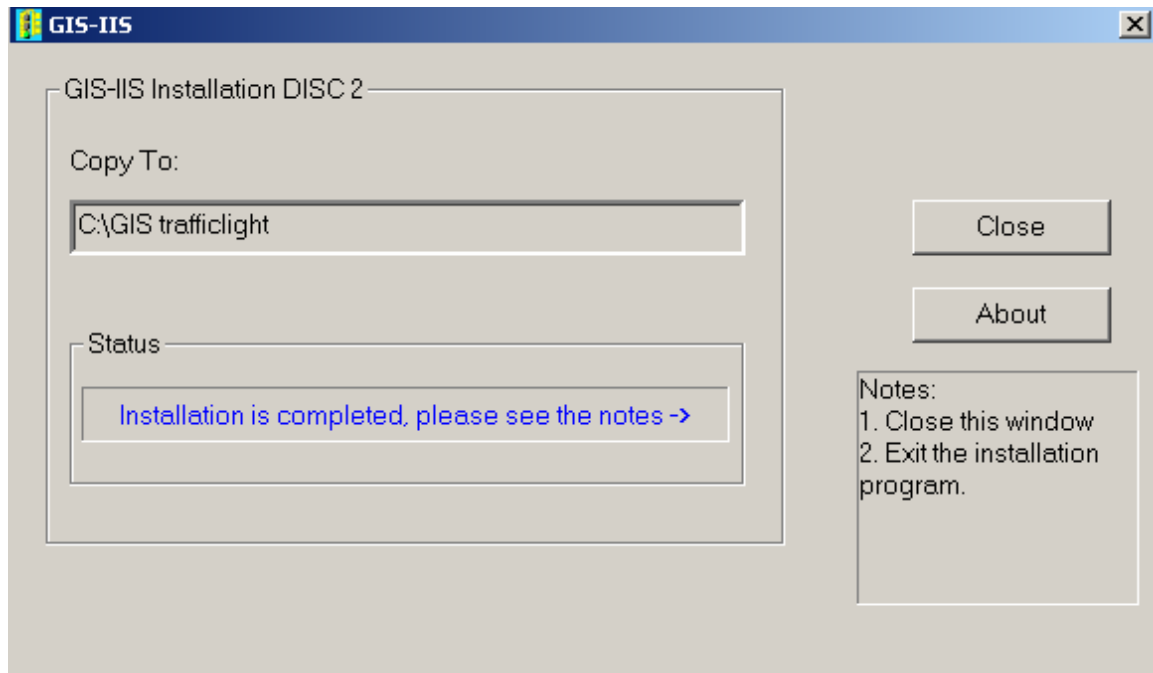 GIS-IIS
GIS-IIS Installation DISC 2
Copy To:
C:\GIS trafficlight
Close
About
Status
Installation is completed, please see the notes ->
Notes:
1. Close this window
2. Exit the installation
program.